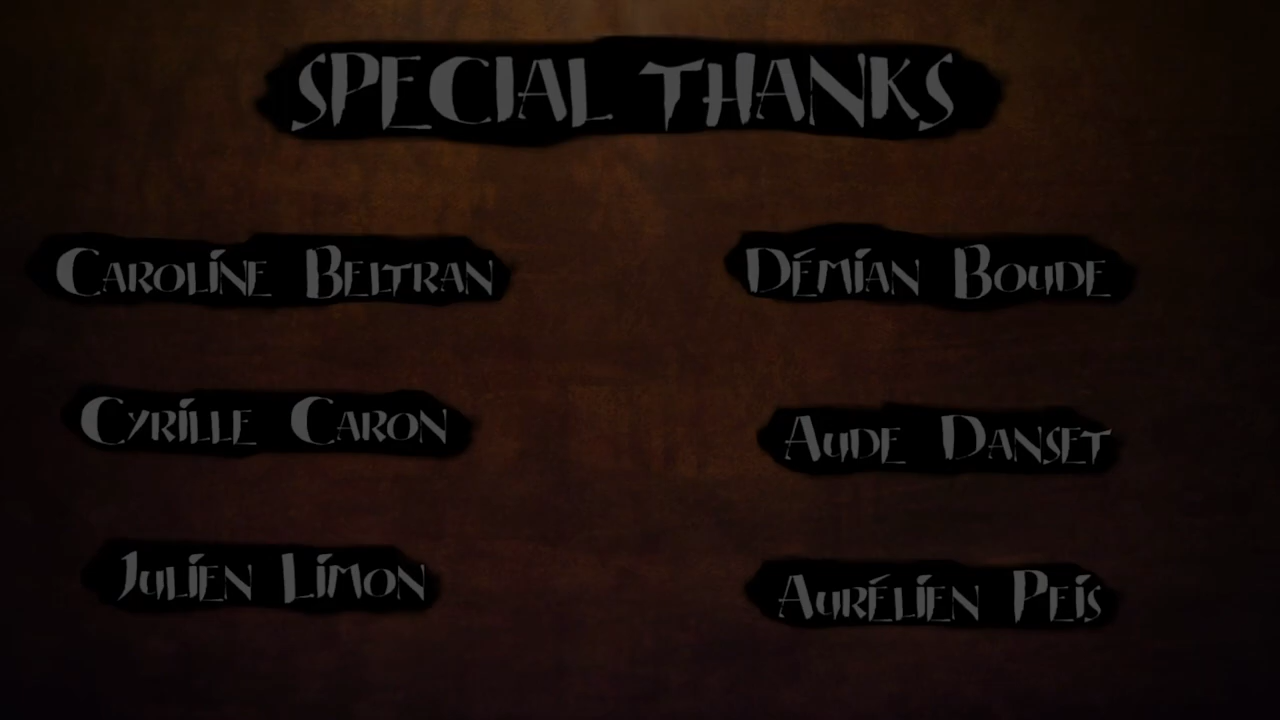 SPECIAL THANKS
Caroline Beltran
Démian Boude
Cyrille Caron
Aude Danset
Julien Limon
Aurélien Peis